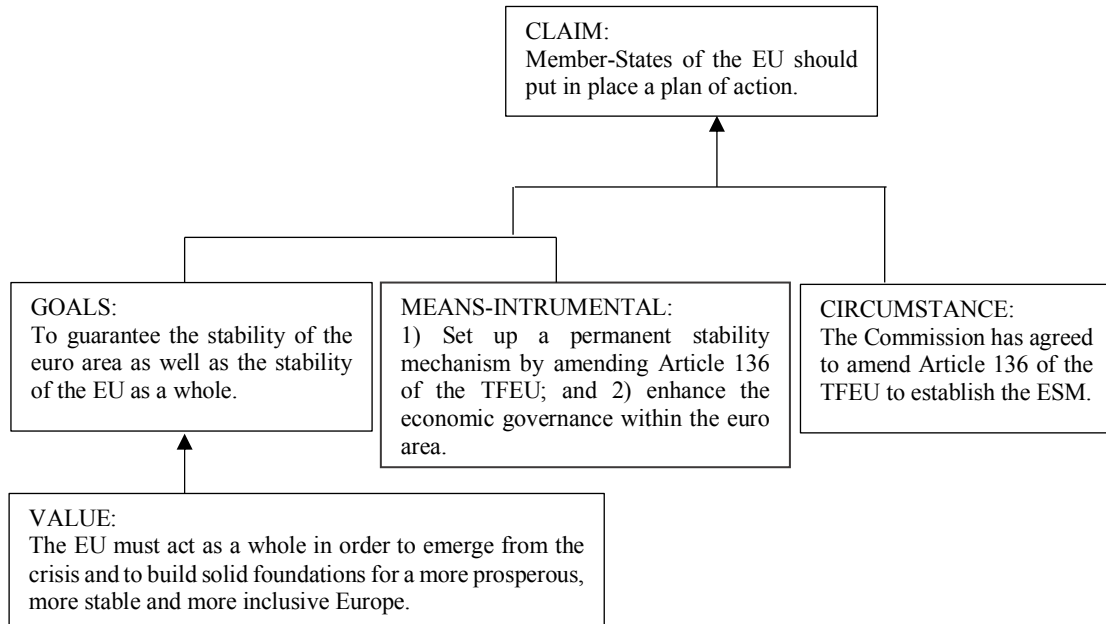 CLAIM:
Member-States of the EU should
put in place a plan of action.
GOALS:
To guarantee the stability of the
euro area as well as the stability
of the EU as a whole.
MEANS-INTRUMENTAL:
1) Set up a permanent stability
mechanism by amending Article 136
of the TFEU; and 2) enhance the
economic governance within the euro
area.
CIRCUMSTANCE:
The Commission has agreed
to amend Article 136 of the
TFEU to establish the ESM.
VALUE:
The EU must act as a whole in order to emerge from the
crisis and to build solid foundations for a more prosperous,
more stable and more inclusive Europe.